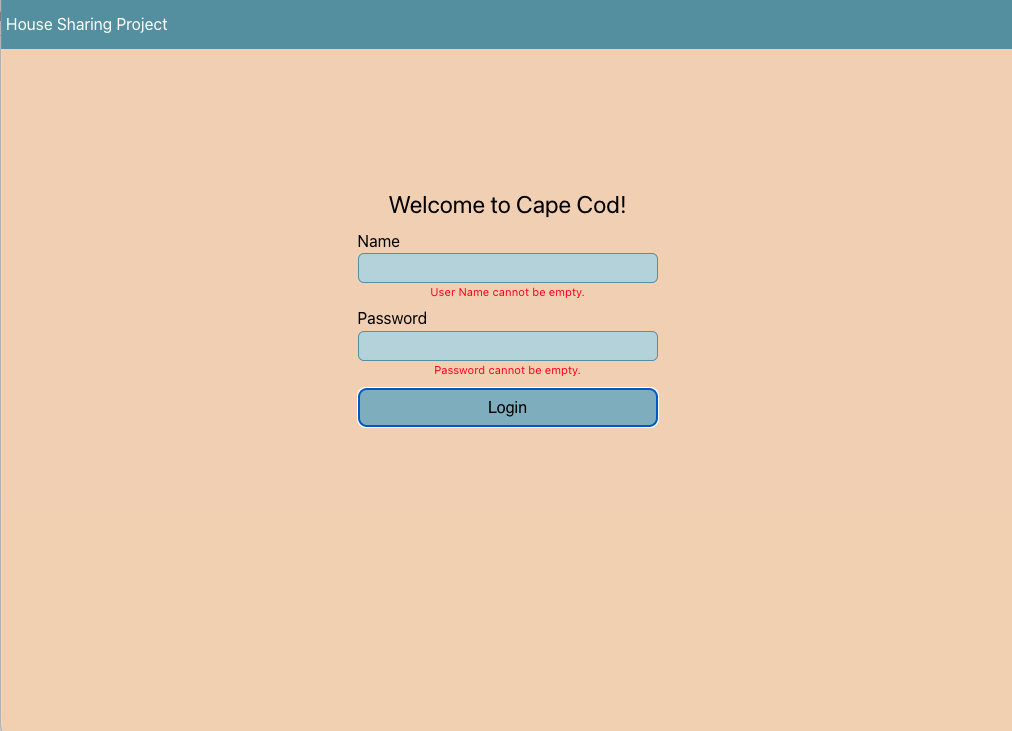 House Sharing Project
Welcome to Cape Cod!
Name
User Name cannot be empty.
Password
Password cannot be empty.
Login